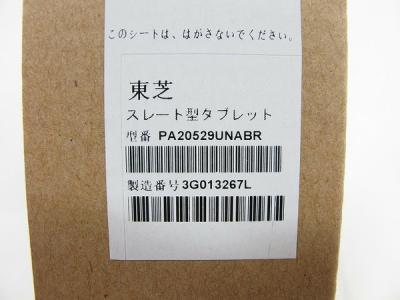 このシートは、はがさないでください。
東芝
スレート型タブレット
型番 PA20529UNABR
製造番号 3G013267L